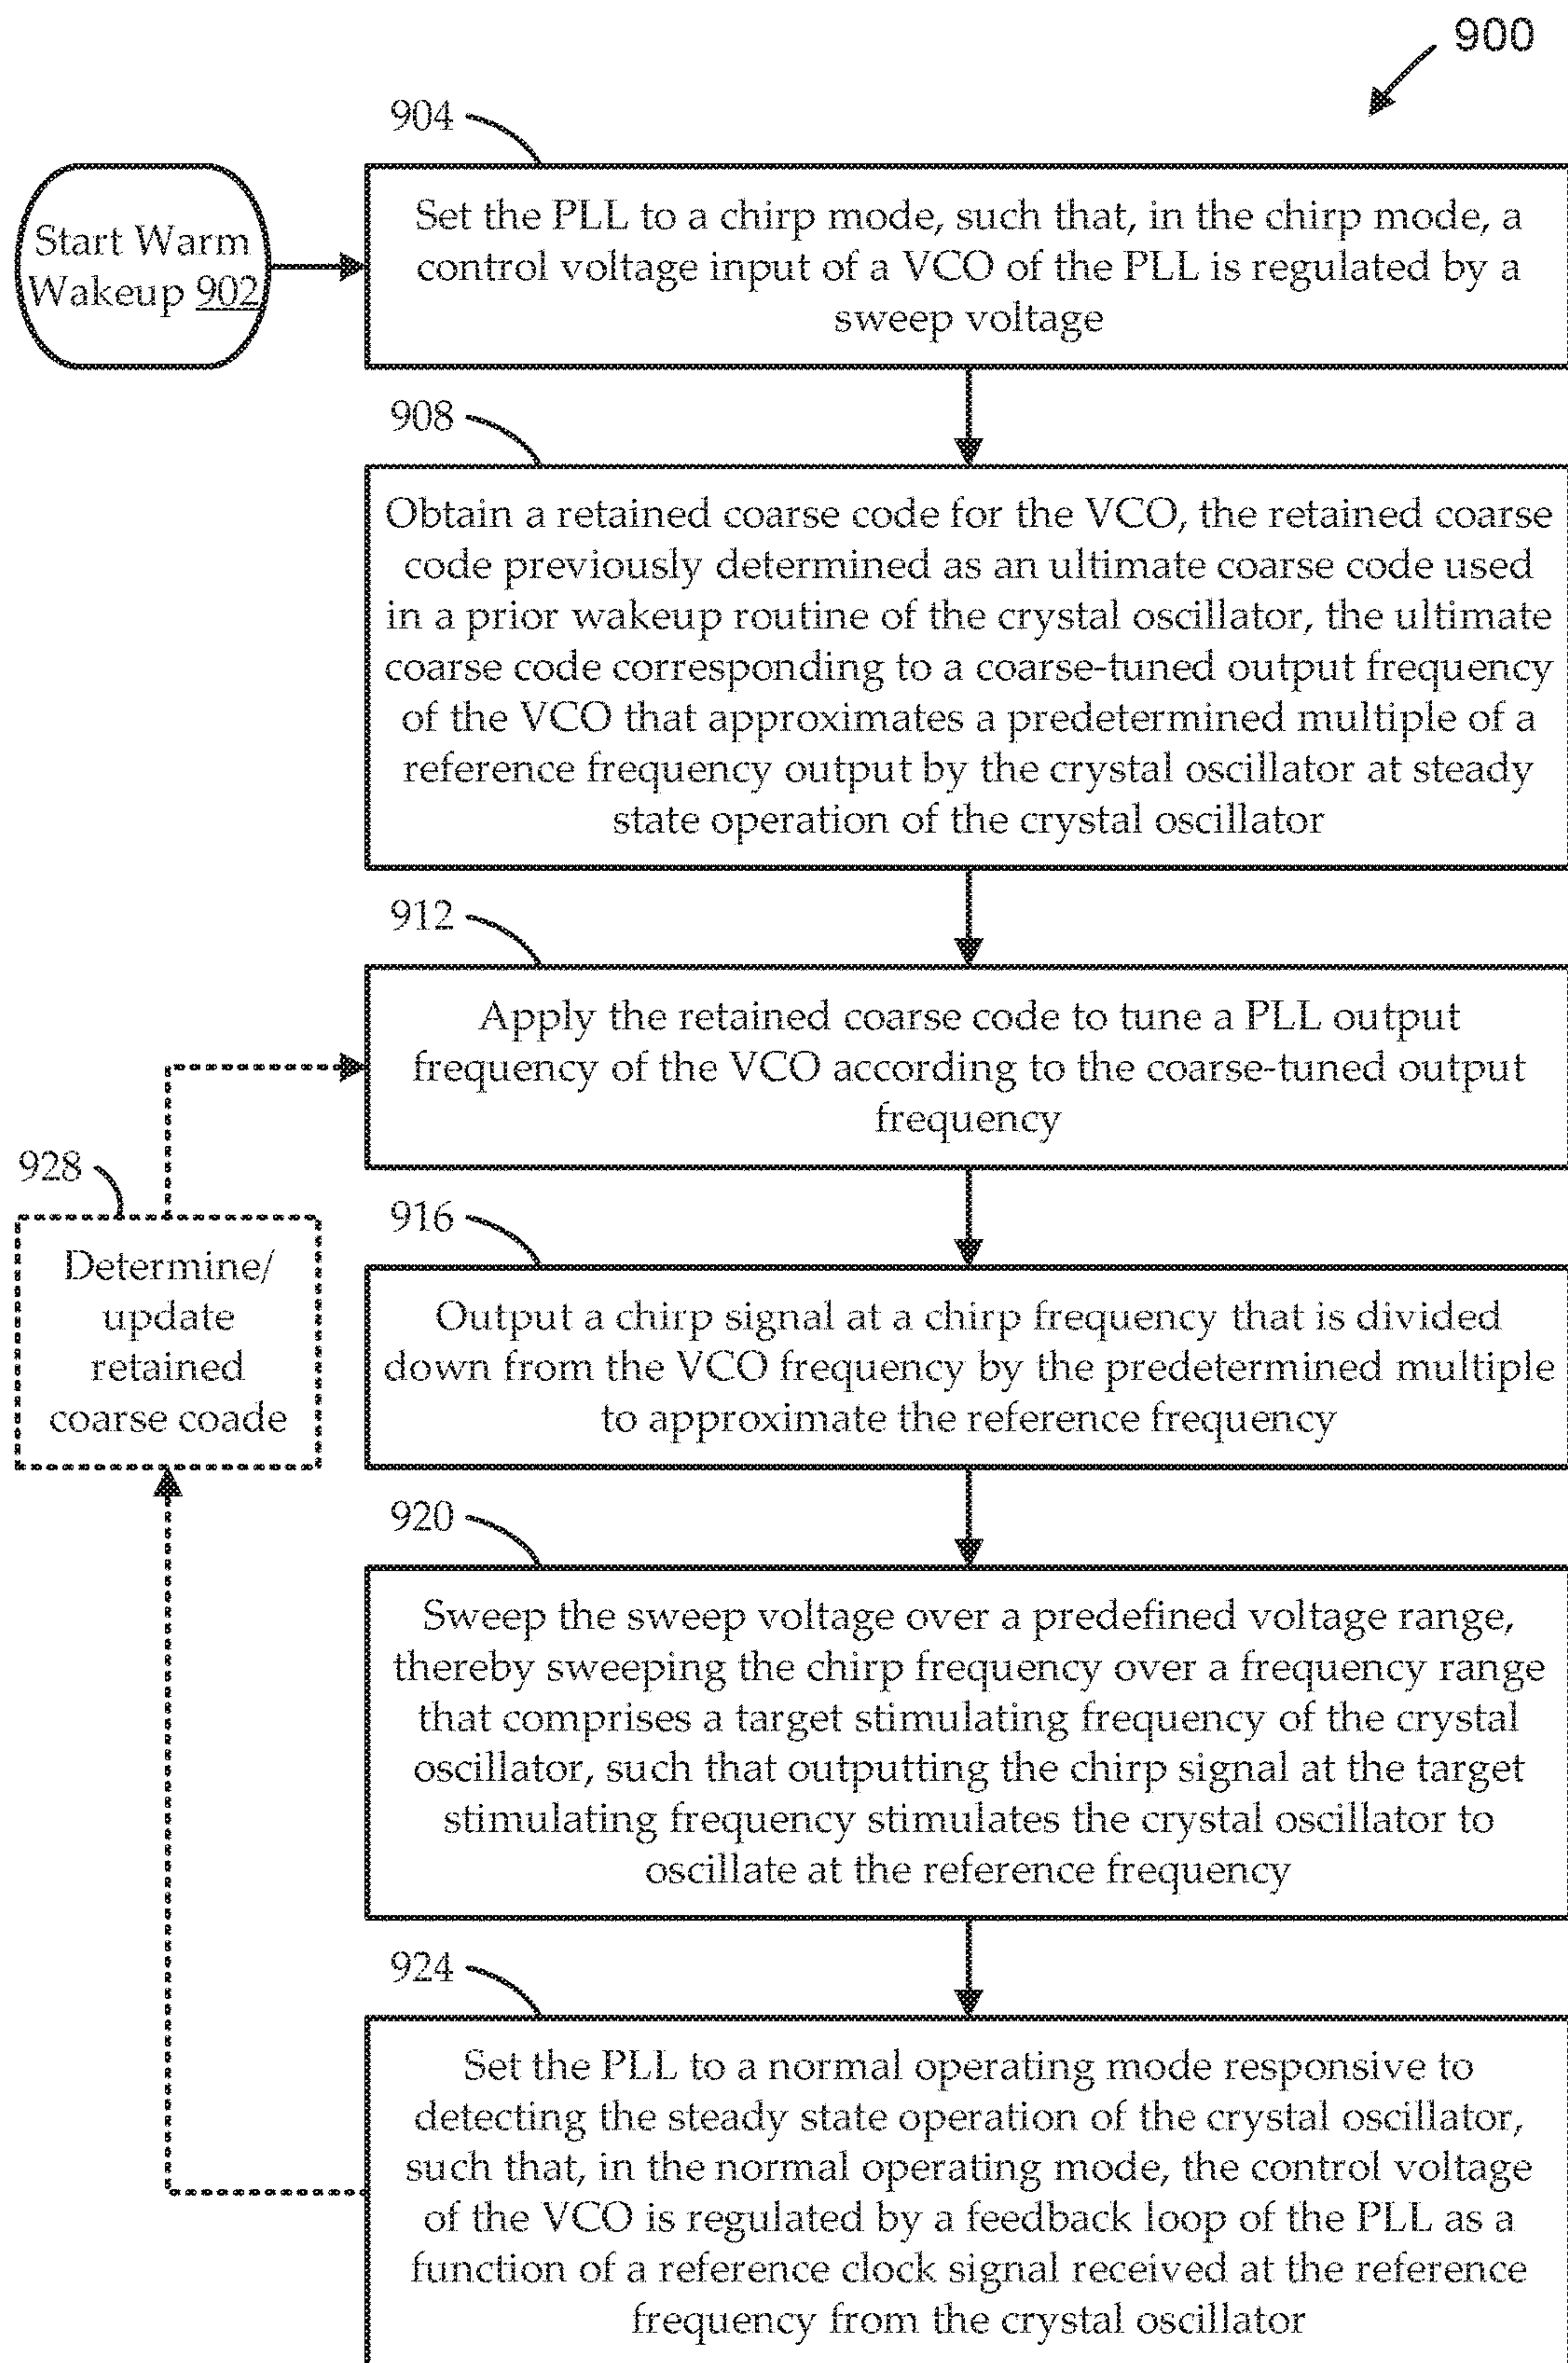 900
904
Start Warm
Wakeup 902
Set the PLL to a chirp mode, such that, in the chirp mode, a
control voltage input of a VCO of the PLL is regulated by a
sweep voltage
908
Obtain a retained coarse code for the VCO, the retained coarse
code previously determined as an ultimate coarse code used
in a prior wakeup routine of the crystal oscillator, the ultimate
coarse code corresponding to a coarse-tuned output frequency
of the VCO that approximates a predetermined multiple of a
reference frequency output by the crystal oscillator at steady
state operation of the crystal oscillator
912
Apply the retained coarse code to tune a PLL output
frequency of the VCO according to the coarse-tuned output
frequency
928
Determine/
update
retained
coarse coade
916
Output a chirp signal at a chirp frequency that is divided
down from the VCO frequency by the predetermined multiple
to approximate the reference frequency
920
Sweep the sweep voltage over a predefined voltage range,
thereby sweeping the chirp frequency over a frequency range
that comprises a target stimulating frequency of the crystal
oscillator, such that outputting the chirp signal at the target
stimulating frequency stimulates the crystal oscillator to
oscillate at the reference frequency
924
Set the PLL to a normal operating mode responsive to
detecting the steady state operation of the crystal oscillator,
such that, in the normal operating mode, the control voltage
of the VCO is regulated by a feedback loop of the PLL as a
function of a reference clock signal received at the reference
frequency from the crystal oscillator